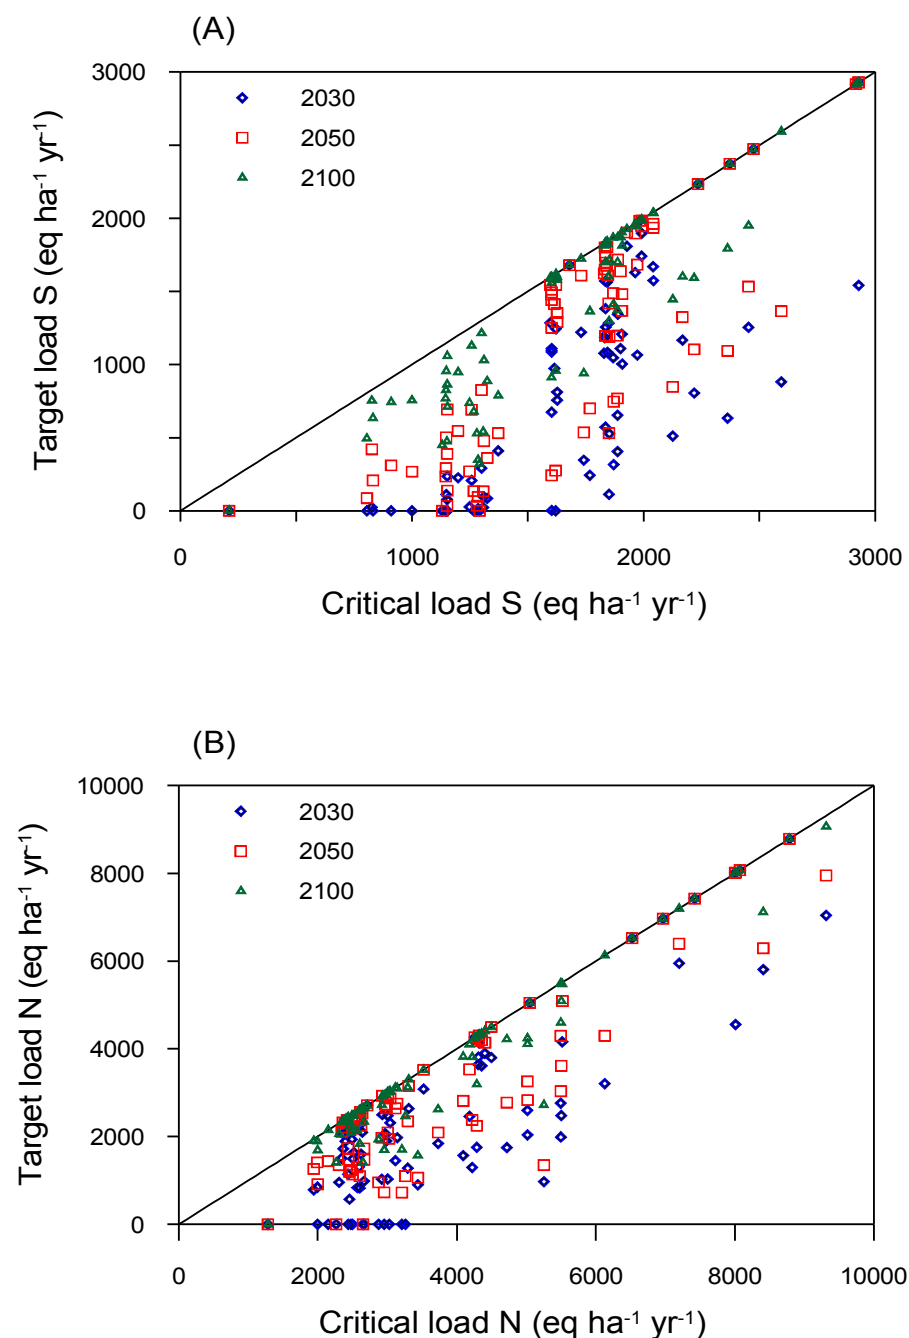 (A)
3000
2030
2050
2100
2000
1000
0
Target load S (eq ha⁻¹ yr⁻¹)
0 1000 2000 3000
Critical load S (eq ha⁻¹ yr⁻¹)
(B)
10000
2030
2050
2100
8000
6000
4000
2000
0
Target load N (eq ha⁻¹ yr⁻¹)
0 2000 4000 6000 8000 10000
Critical load N (eq ha⁻¹ yr⁻¹)